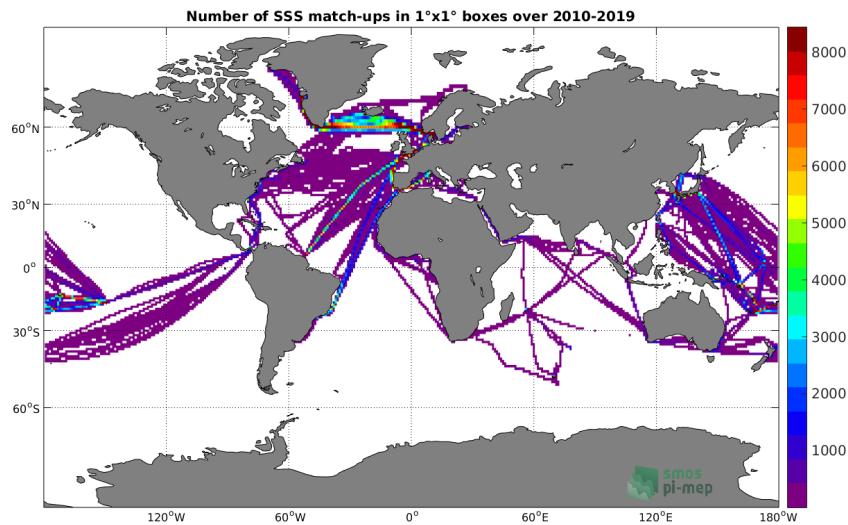 Number of SSS match-ups in 1°x1° boxes over 2010-2019
8000
7000
6000
5000
4000
3000
2000
1000
60°N
30°N
0°
30°S
60°S
120°W
60°W
0°
60°E
120°E
180°W
smos
pi-mep